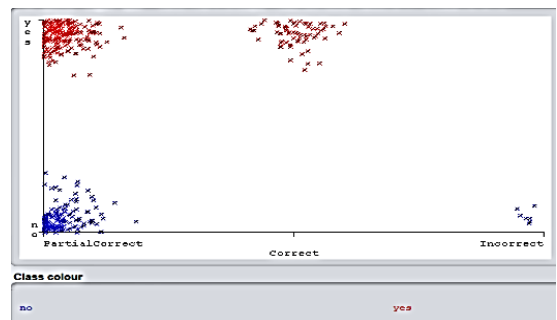 yes
no
PartialCorrect
Correct
Incorrect
Class colour
no
yes